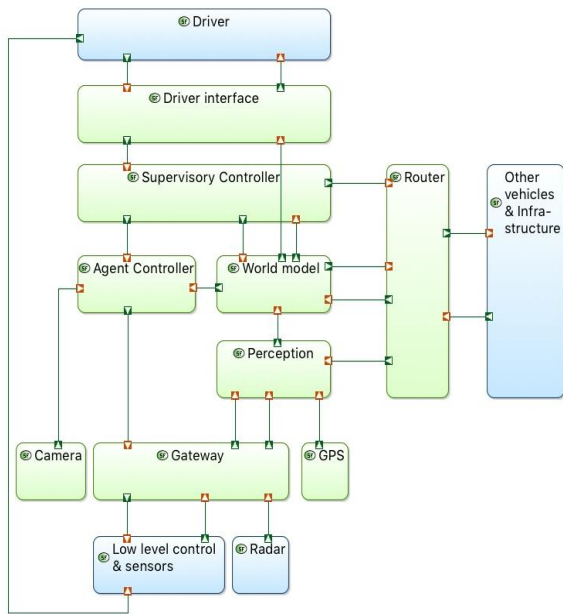 Driver
Driver interface
Supervisory Controller
Router
Other
vehicles
& Infra-
structure
Agent Controller
World model
Perception
Camera
Gateway
GPS
Low level control
& sensors
Radar